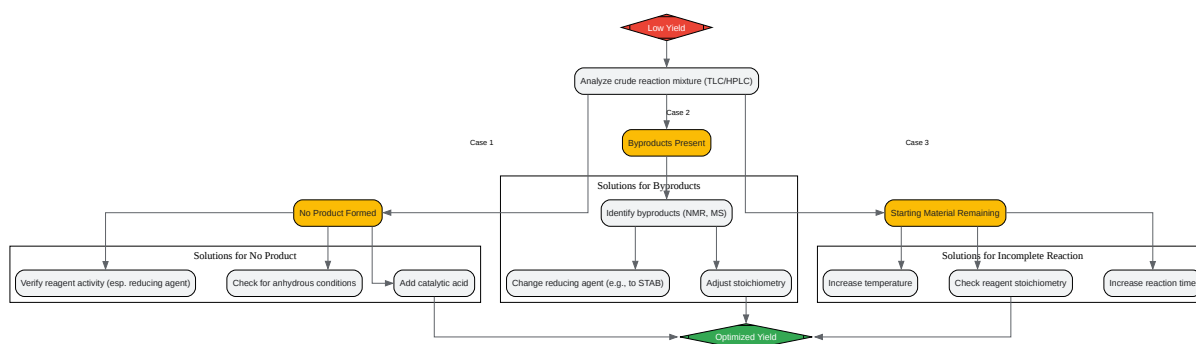 Low Yield
Analyze crude reaction mixture (TLC/HPLC)
Case 2
Case 1
Byproducts Present
Case 3
Solutions for Byproducts
No Product Formed
Identify byproducts (NMR, MS)
Starting Material Remaining
Solutions for No Product
Solutions for Incomplete Reaction
Verify reagent activity (esp. reducing agent)
Check for anhydrous conditions
Add catalytic acid
Change reducing agent (e.g., to STAB)
Adjust stoichiometry
Increase temperature
Check reagent stoichiometry
Increase reaction time
Optimized Yield